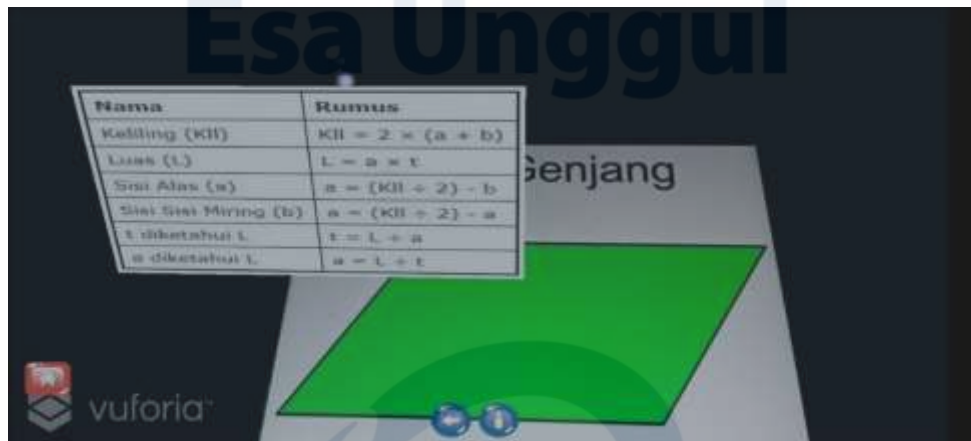 Esa Unggul
Nama Rumus
Keliling (Kll) Kll = 2 × (a + b)
Luas (L) L = a × t
Sisi Alas (a) a = (Kll ÷ 2) - b
Sisi Sisi Miring (b) a = (Kll ÷ 2) - a
t diketahui L t = L ÷ a
a diketahui L a = L ÷ t
Genjang
vuforia™